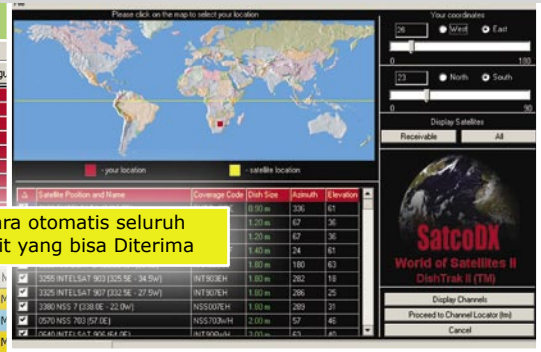 File
Please click on the map to select your location
Your coordinates
26 West East
0 180
23 North South
0 90
Display Satellites
Receivable All
- your location - satellite location
Satellite Position and Name Coverage Code Dish Size Azimuth Elevation
0.90 m 336 61
1.20 m 67 36
1.20 m 67 36
1.40 m 24 61
1.80 m 180 63
ara otomatis seluruh
it yang bisa Diterima
3255 INTELSAT 903 (325.5E - 34.5W) INT903EH 1.80 m 282 18
3325 INTELSAT 907 (332.5E - 27.5W) INT907EH 1.80 m 286 25
3380 NSS 7 (338.0E - 22.0W) NSS007EH 1.80 m 289 31
0570 NSS 703 (57.0E) NSS703WH 2.00 m 57 46
SatcoDX
World of Satellites II
DishTrak II (TM)
Display Channels
Proceed to Channel Locator (tm)
Cancel